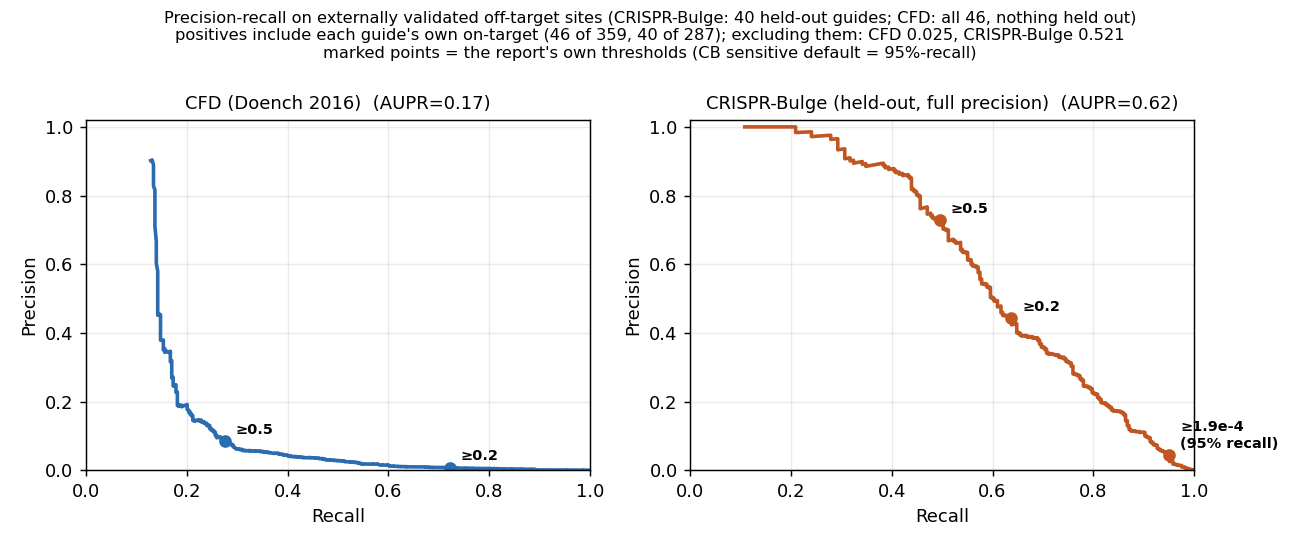 Precision-recall on externally validated off-target sites (CRISPR-Bulge: 40 held-out guides; CFD: all 46, nothing held out)
positives include each guide's own on-target (46 of 359, 40 of 287); excluding them: CFD 0.025, CRISPR-Bulge 0.521
marked points = the report's own thresholds (CB sensitive default = 95%-recall)
CFD (Doench 2016)  (AUPR=0.17)
1.0
0.8
0.6
0.4
0.2
0.0
Precision
≥0.5
≥0.2
0.0 0.2 0.4 0.6 0.8 1.0
Recall
CRISPR-Bulge (held-out, full precision)  (AUPR=0.62)
1.0
0.8
0.6
0.4
0.2
0.0
Precision
≥0.5
≥0.2
≥1.9e-4
(95% recall)
0.0 0.2 0.4 0.6 0.8 1.0
Recall